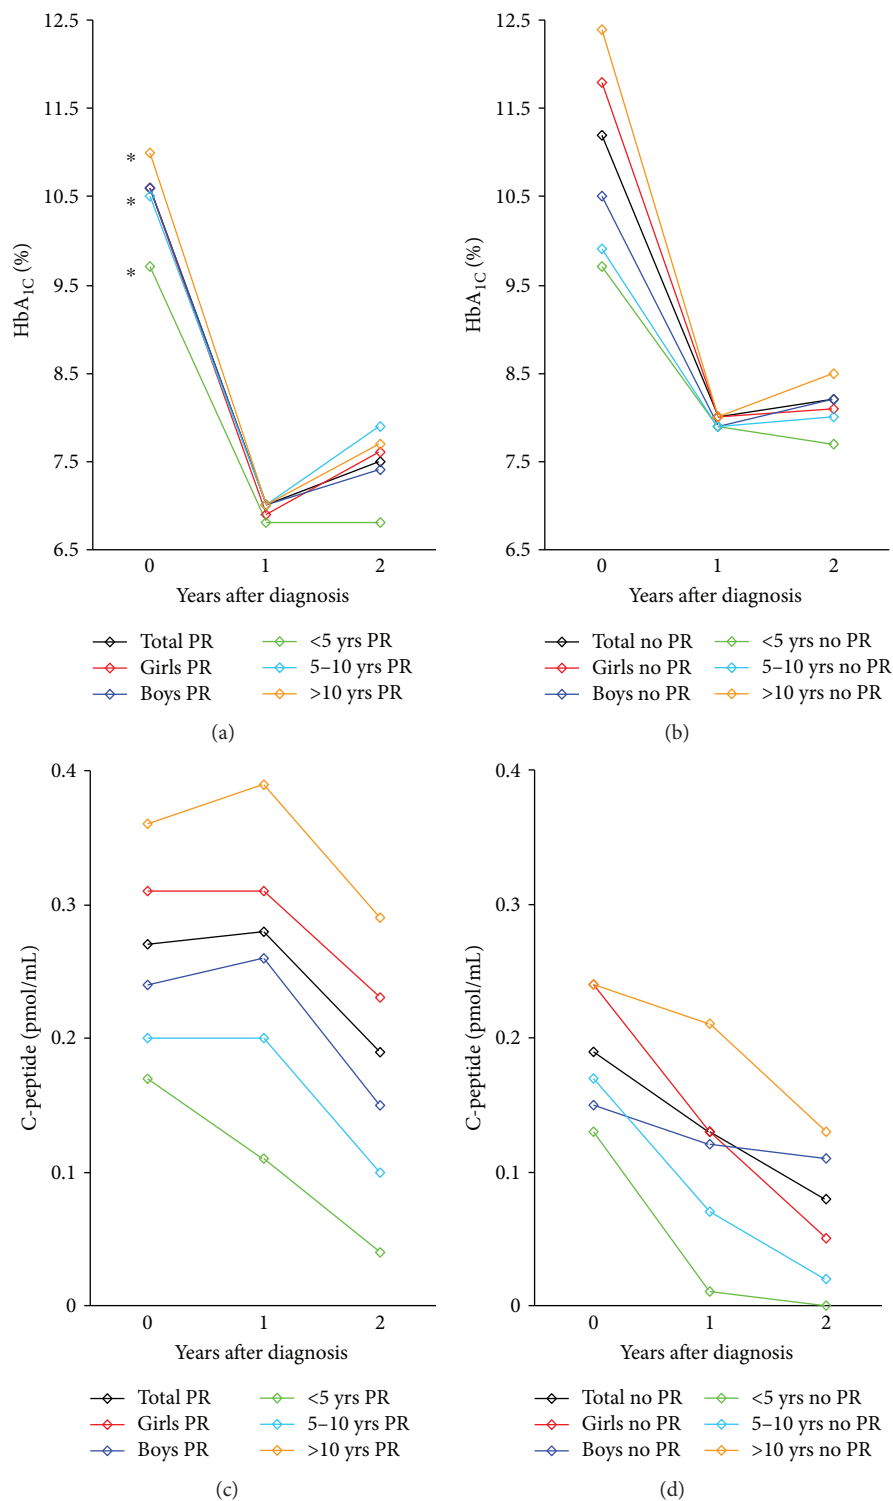 12.5
11.5
10.5
9.5
8.5
7.5
6.5
HbA1C (%)
*
*
*
0 1 2
Years after diagnosis
Total PR <5 yrs PR
Girls PR 5–10 yrs PR
Boys PR >10 yrs PR
(a)
12.5
11.5
10.5
9.5
8.5
7.5
6.5
HbA1C (%)
0 1 2
Years after diagnosis
Total no PR <5 yrs no PR
Girls no PR 5–10 yrs no PR
Boys no PR >10 yrs no PR
(b)
0.4
0.3
0.2
0.1
0
C-peptide (pmol/mL)
0 1 2
Years after diagnosis
Total PR <5 yrs PR
Girls PR 5–10 yrs PR
Boys PR >10 yrs PR
(c)
0.4
0.3
0.2
0.1
0
C-peptide (pmol/mL)
0 1 2
Years after diagnosis
Total no PR <5 yrs no PR
Girls no PR 5–10 yrs no PR
Boys no PR >10 yrs no PR
(d)